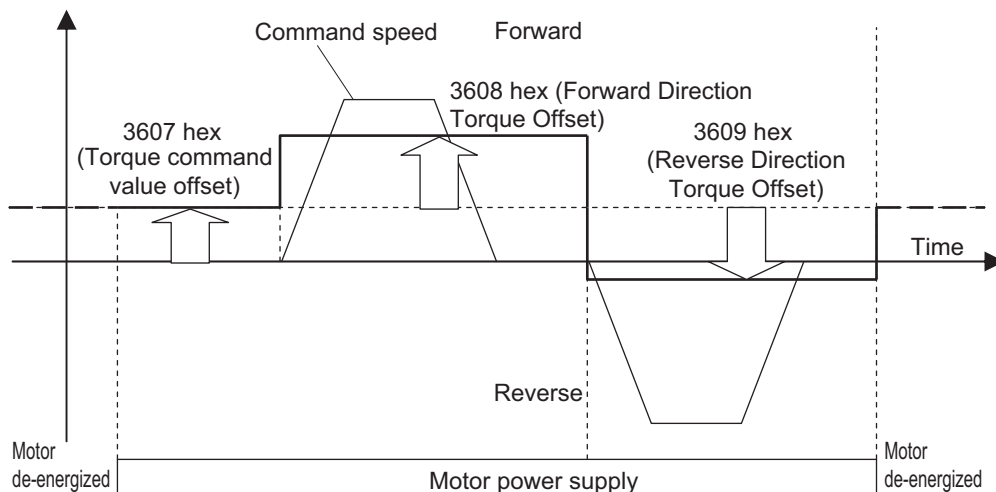 Command speed
Forward
3608 hex (Forward Direction
Torque Offset)
3607 hex
(Torque command
value offset)
3609 hex
(Reverse Direction
Torque Offset)
Time
Reverse
Motor
de-energized
Motor power supply
Motor
de-energized